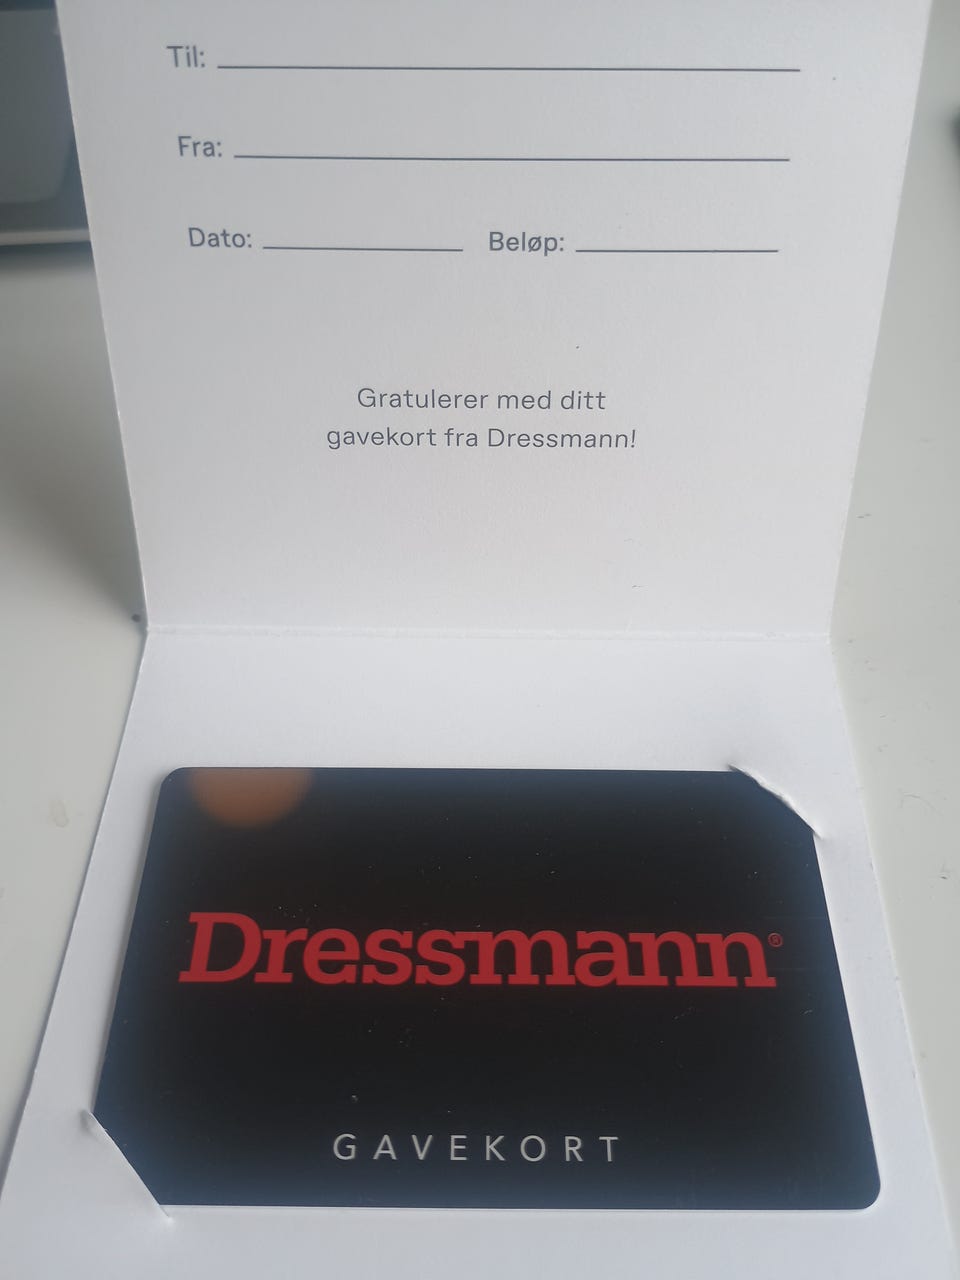 Til:
Fra:
Dato: Beløp:
Gratulerer med ditt
gavekort fra Dressmann!
Dressmann®
GAVEKORT